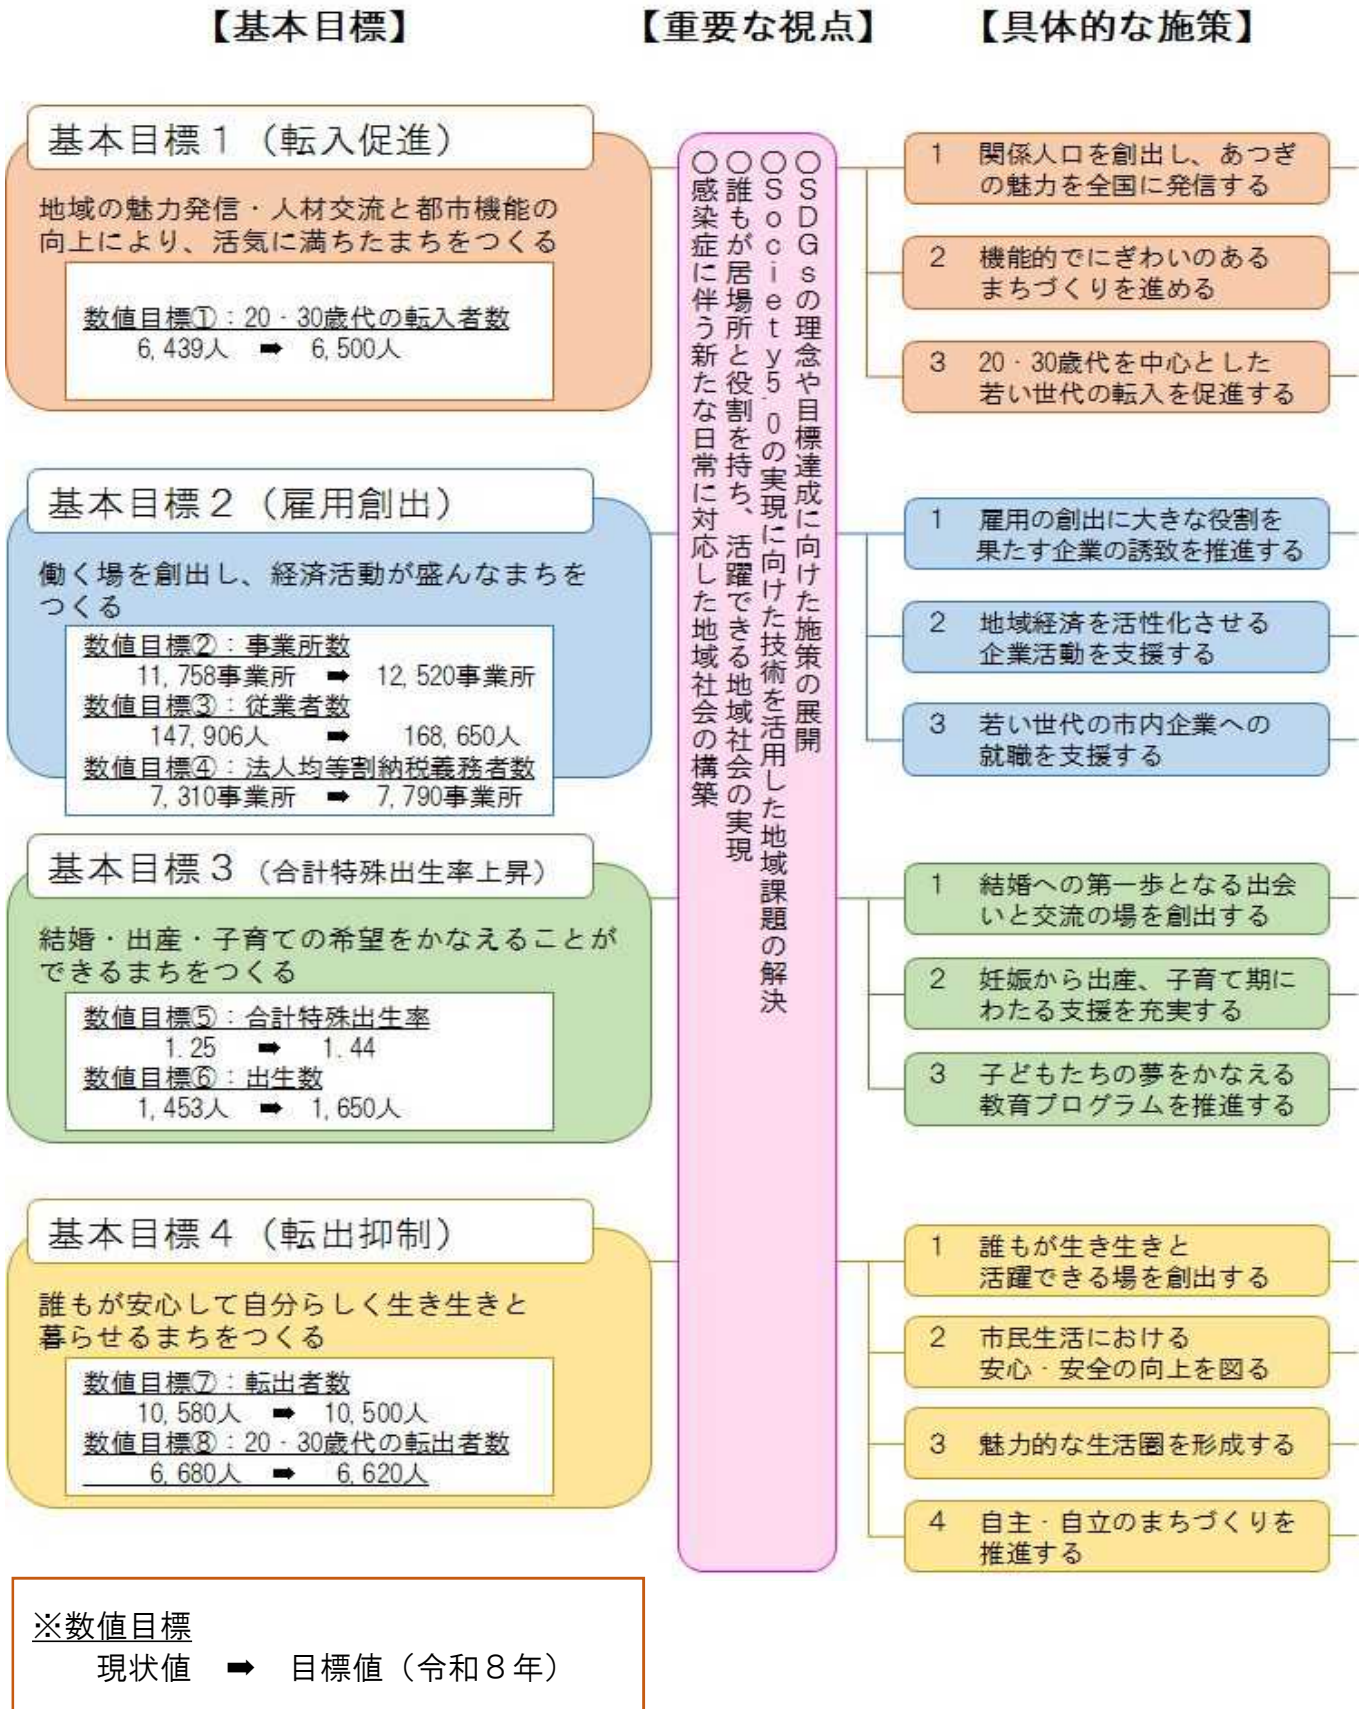 【基本目標】
【重要な視点】
【具体的な施策】
基本目標１（転入促進）
地域の魅力発信・人材交流と都市機能の
向上により、活気に満ちたまちをつくる
数値目標①：20・30歳代の転入者数
6,439人 ➡ 6,500人
基本目標２（雇用創出）
働く場を創出し、経済活動が盛んなまちを
つくる
数値目標②：事業所数
11,758事業所 ➡ 12,520事業所
数値目標③：従業者数
147,906人 ➡ 168,650人
数値目標④：法人均等割納税義務者数
7,310事業所 ➡ 7,790事業所
基本目標３（合計特殊出生率上昇）
結婚・出産・子育ての希望をかなえることが
できるまちをつくる
数値目標⑤：合計特殊出生率
1.25 ➡ 1.44
数値目標⑥：出生数
1,453人 ➡ 1,650人
基本目標４（転出抑制）
誰もが安心して自分らしく生き生きと
暮らせるまちをつくる
数値目標⑦：転出者数
10,580人 ➡ 10,500人
数値目標⑧：20・30歳代の転出者数
6,680人 ➡ 6,620人
○ＳＤＧｓの理念や目標達成に向けた施策の展開
○Ｓｏｃｉｅｔｙ５.０の実現に向けた技術を活用した地域課題の解決
○誰もが居場所と役割を持ち、活躍できる地域社会の実現
○感染症に伴う新たな日常に対応した地域社会の構築
１ 関係人口を創出し、あつぎ
の魅力を全国に発信する
２ 機能的でにぎわいのある
まちづくりを進める
３ 20・30歳代を中心とした
若い世代の転入を促進する
１ 雇用の創出に大きな役割を
果たす企業の誘致を推進する
２ 地域経済を活性化させる
企業活動を支援する
３ 若い世代の市内企業への
就職を支援する
１ 結婚への第一歩となる出会
いと交流の場を創出する
２ 妊娠から出産、子育て期に
わたる支援を充実する
３ 子どもたちの夢をかなえる
教育プログラムを推進する
１ 誰もが生き生きと
活躍できる場を創出する
２ 市民生活における
安心・安全の向上を図る
３ 魅力的な生活圏を形成する
４ 自主・自立のまちづくりを
推進する
※数値目標
現状値 ➡ 目標値（令和８年）